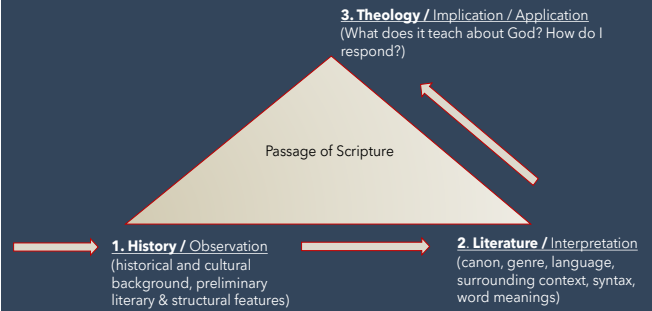 3. Theology / Implication / Application
(What does it teach about God? How do I
respond?)
Passage of Scripture
1. History / Observation
(historical and cultural
background, preliminary
literary & structural features)
2. Literature / Interpretation
(canon, genre, language,
surrounding context, syntax,
word meanings)